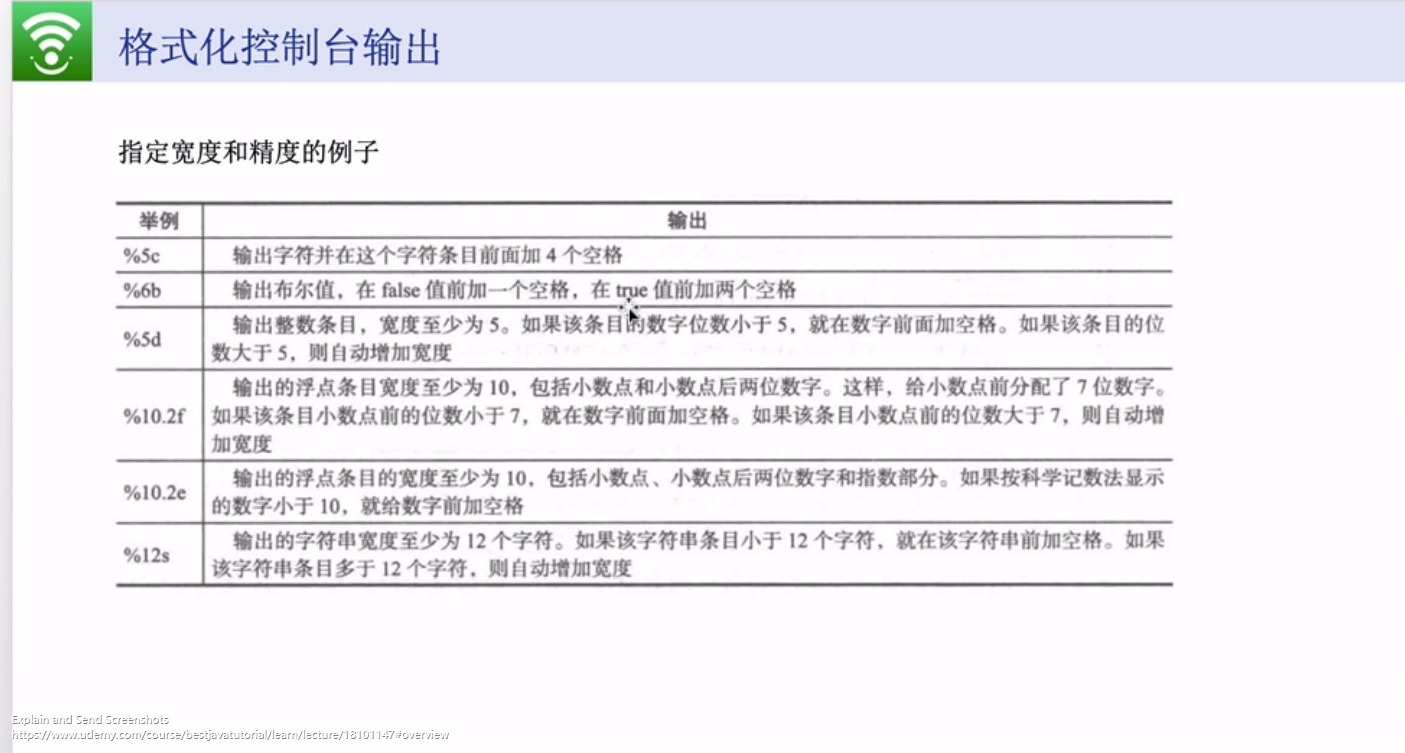 格式化控制台输出
指定宽度和精度的例子
举例 输出
%5c 输出字符并在这个字符条目前面加 4 个空格
%6b 输出布尔值，在 false 值前加一个空格，在 true 值前加两个空格
%5d 输出整数条目，宽度至少为 5。如果该条目的数字位数小于 5，就在数字前面加空格。如果该条目的位
数大于 5，则自动增加宽度
%10.2f 输出的浮点条目宽度至少为 10，包括小数点和小数点后两位数字。这样，给小数点前分配了 7 位数字。
如果该条目小数点前的位数小于 7，就在数字前面加空格。如果该条目小数点前的位数大于 7，则自动增
加宽度
%10.2e 输出的浮点条目的宽度至少为 10，包括小数点、小数点后两位数字和指数部分。如果按科学记数法显示
的数字小于 10，就给数字前加空格
%12s 输出的字符串宽度至少为 12 个字符。如果该字符串条目小于 12 个字符，就在该字符串前加空格。如果
该字符串条目多于 12 个字符，则自动增加宽度
Explain and Send Screenshots
https://www.udemy.com/course/bestjavatutorial/learn/lecture/18101147#overview